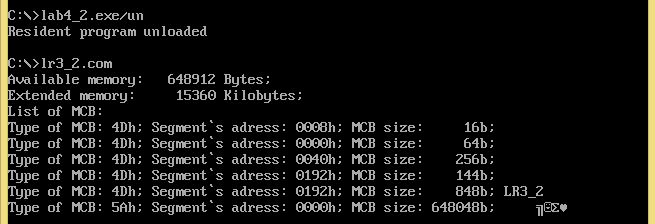 C:\>lab4_2.exe/un
Resident program unloaded
C:\>lr3_2.com
Available memory:   648912 Bytes;
Extended memory:     15360 Kilobytes;
List of MCB:
Type of MCB: 4Dh; Segment`s adress: 0008h; MCB size:     16b;
Type of MCB: 4Dh; Segment`s adress: 0000h; MCB size:     64b;
Type of MCB: 4Dh; Segment`s adress: 0040h; MCB size:    256b;
Type of MCB: 4Dh; Segment`s adress: 0192h; MCB size:    144b;
Type of MCB: 4Dh; Segment`s adress: 0192h; MCB size:    848b; LR3_2
Type of MCB: 5Ah; Segment`s adress: 0000h; MCB size: 648048b;